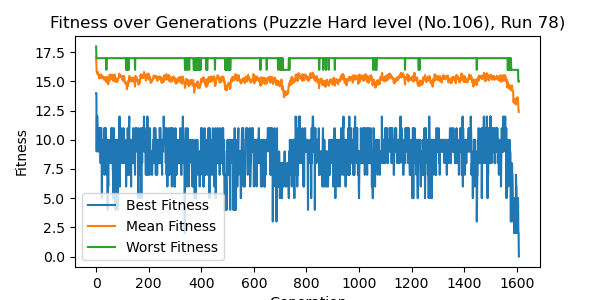 Fitness over Generations (Puzzle Hard level (No.106), Run 78)
Fitness
17.5
15.0
12.5
10.0
7.5
5.0
2.5
0.0
Best Fitness
Mean Fitness
Worst Fitness
0 200 400 600 800 1000 1200 1400 1600
Generation